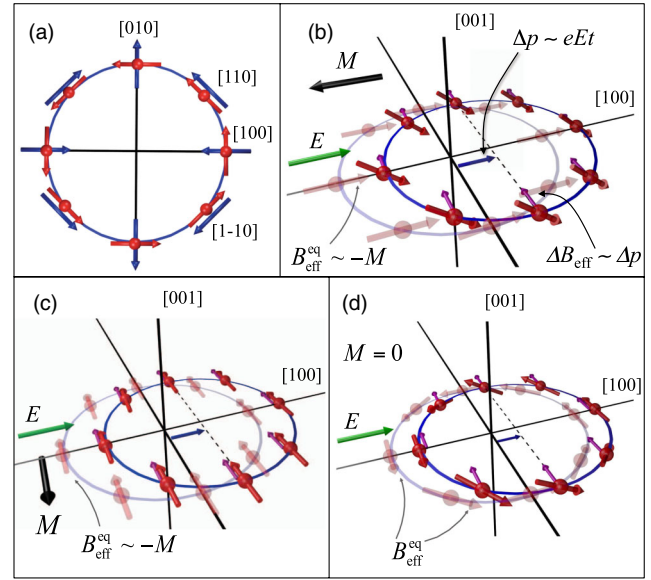 (a)
[010]
[110]
[100]
[1-10]
(b)
[001]
Δp ~ eEt
M
[100]
E
B_eff^eq ~ −M
ΔB_eff ~ Δp
(c)
[001]
[100]
E
M
B_eff^eq ~ −M
(d)
[001]
M = 0
[100]
E
B_eff^eq